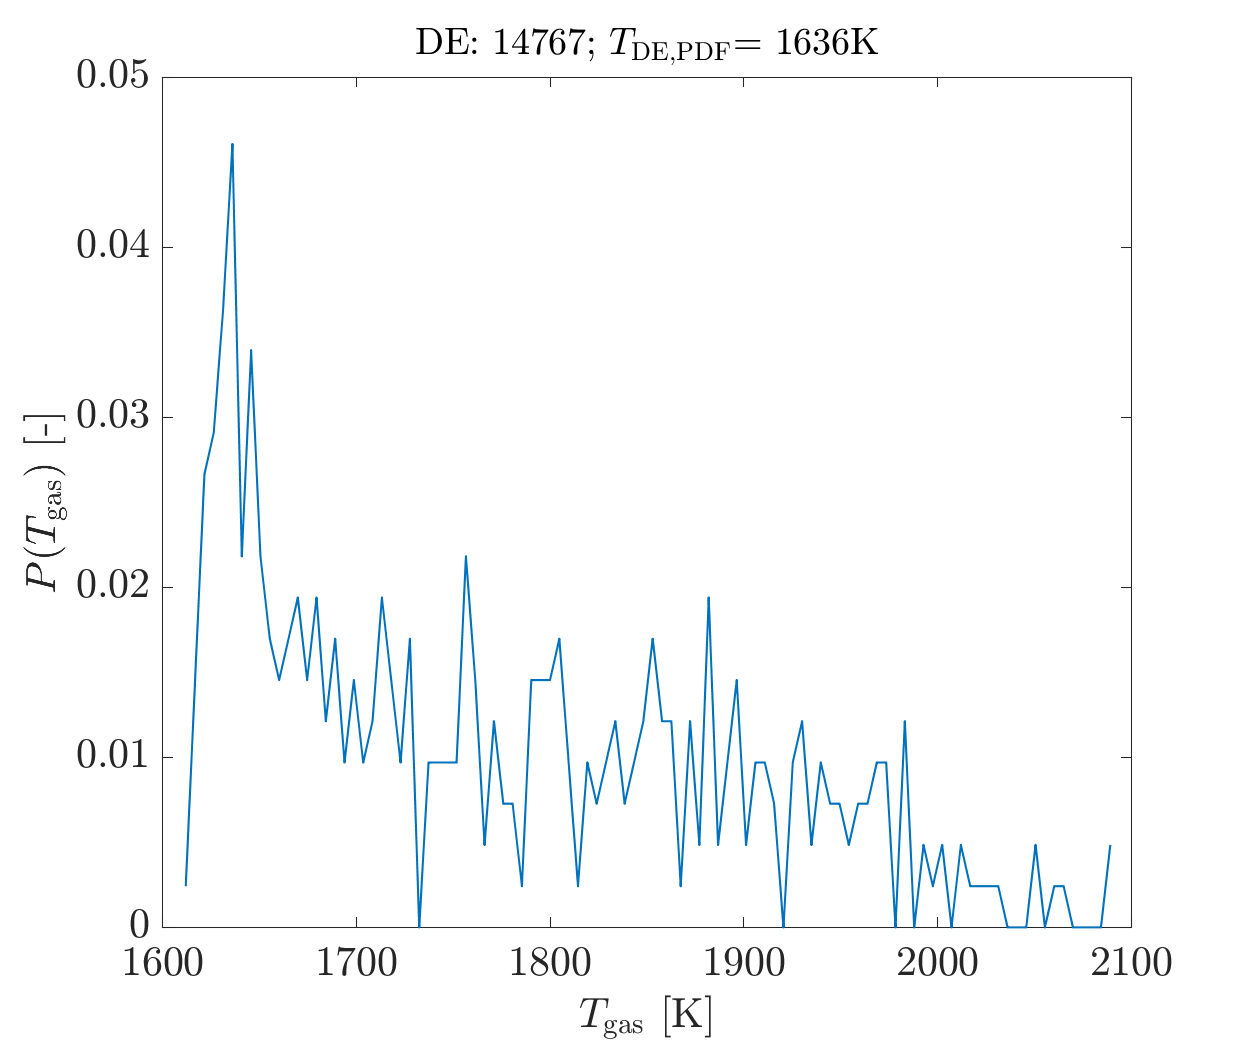 DE: 14767; T_DE,PDF= 1636K
0.05
0.04
0.03
0.02
0.01
0
P(T_gas) [-]
1600 1700 1800 1900 2000 2100
T_gas [K]